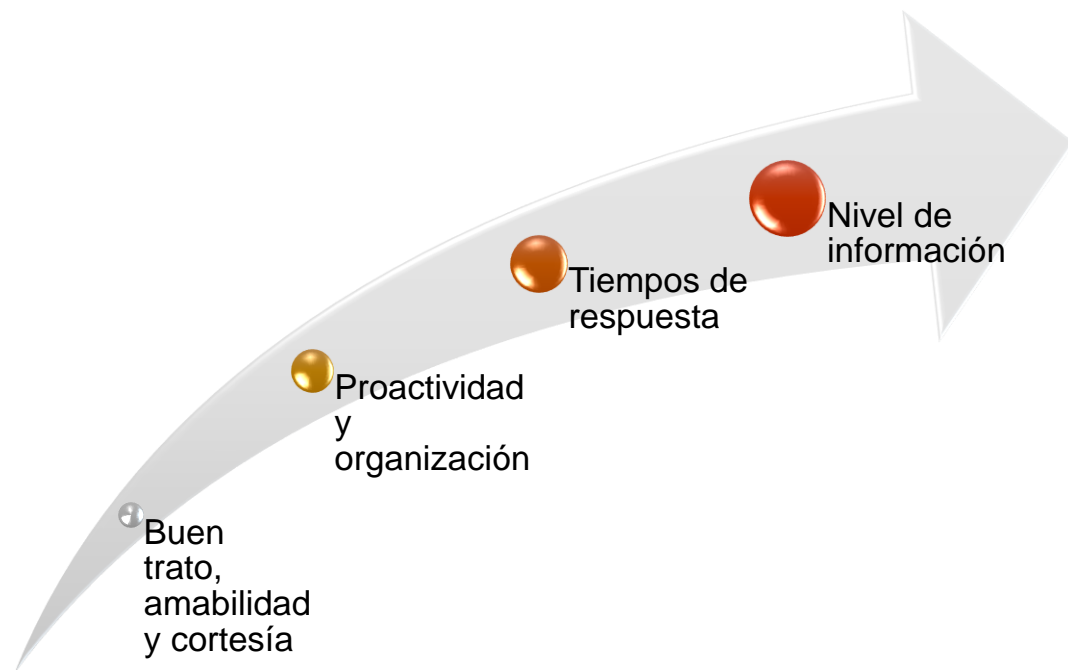 Buen
trato,
amabilidad
y cortesía
Proactividad
y
organización
Tiempos de
respuesta
Nivel de
información